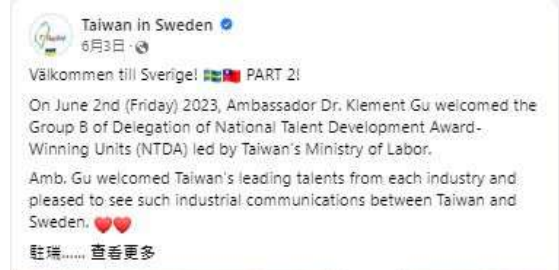 Taiwan in Sweden
6月3日 ·
Välkommen till Sverige! 🇸🇪🇹🇼 PART 2!
On June 2nd (Friday) 2023, Ambassador Dr. Klement Gu welcomed the
Group B of Delegation of National Talent Development Award-
Winning Units (NTDA) led by Taiwan's Ministry of Labor.
Amb. Gu welcomed Taiwan's leading talents from each industry and
pleased to see such industrial communications between Taiwan and
Sweden. ❤️❤️
駐瑞...... 查看更多